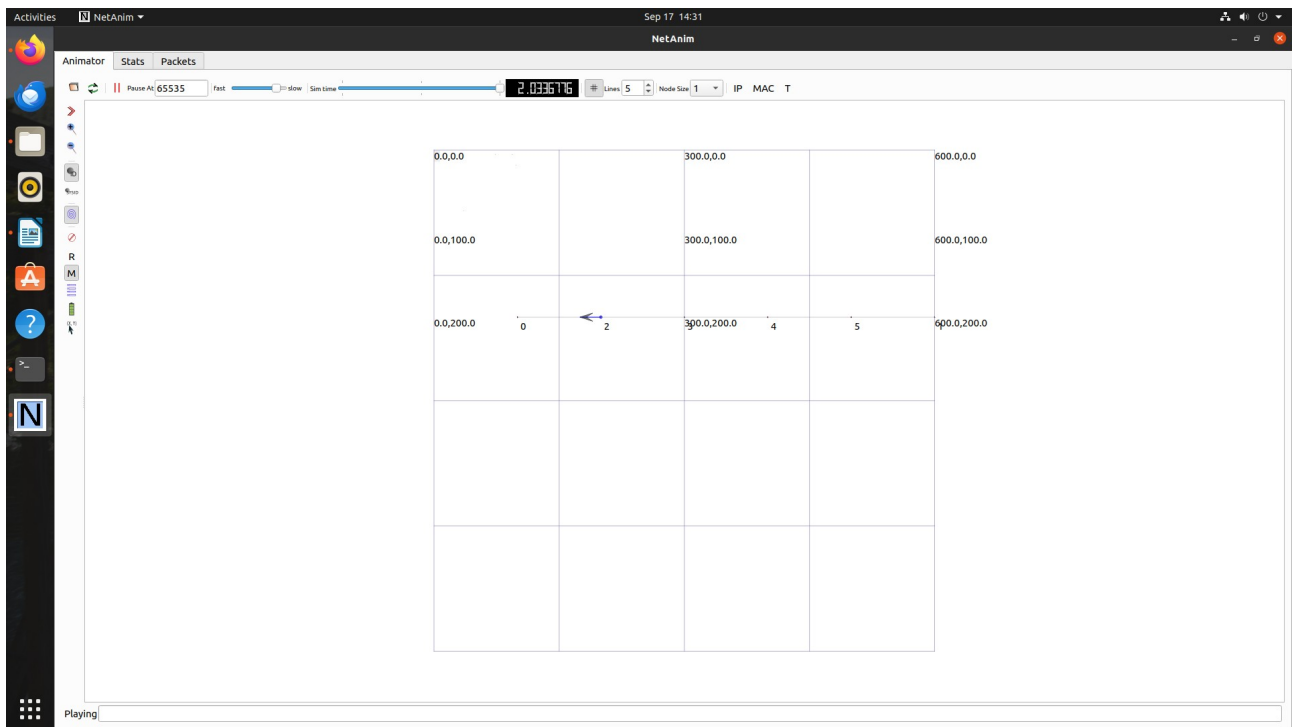 Activities NetAnim Sep 17 14:31
NetAnim
Animator Stats Packets
Pause At 65535 Fast slow Sim time 2.0336776 # Lines 5 Node Size 1 IP MAC T
0.0,0.0 300.0,0.0 600.0,0.0
0.0,100.0 300.0,100.0 600.0,100.0
R
M
0.0,200.0 300.0,200.0 600.0,200.0
0 2 3 4 5 1
N
Playing